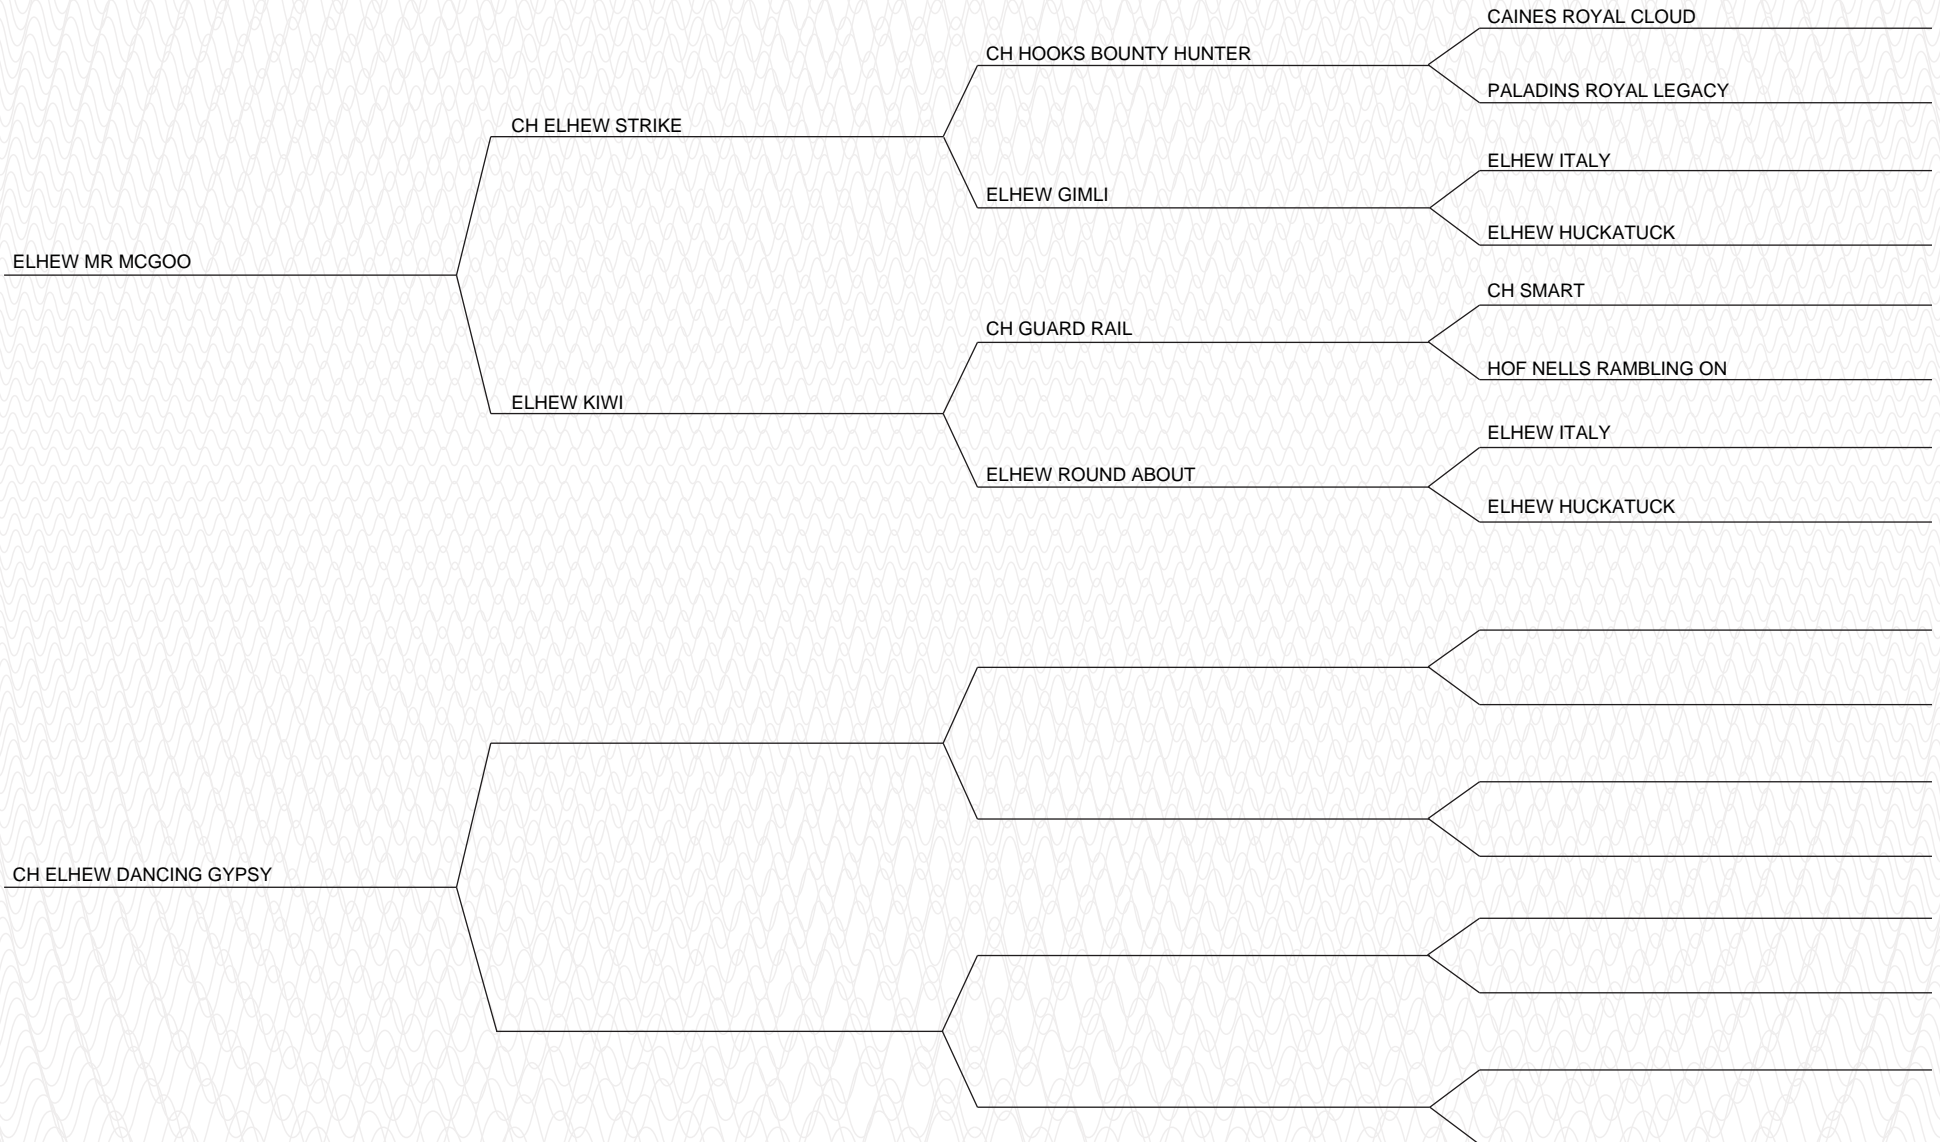 CAINES ROYAL CLOUD
CH HOOKS BOUNTY HUNTER
PALADINS ROYAL LEGACY
CH ELHEW STRIKE
ELHEW ITALY
ELHEW GIMLI
ELHEW HUCKATUCK
ELHEW MR MCGOO
CH SMART
CH GUARD RAIL
HOF NELLS RAMBLING ON
ELHEW KIWI
ELHEW ITALY
ELHEW ROUND ABOUT
ELHEW HUCKATUCK
CH ELHEW DANCING GYPSY